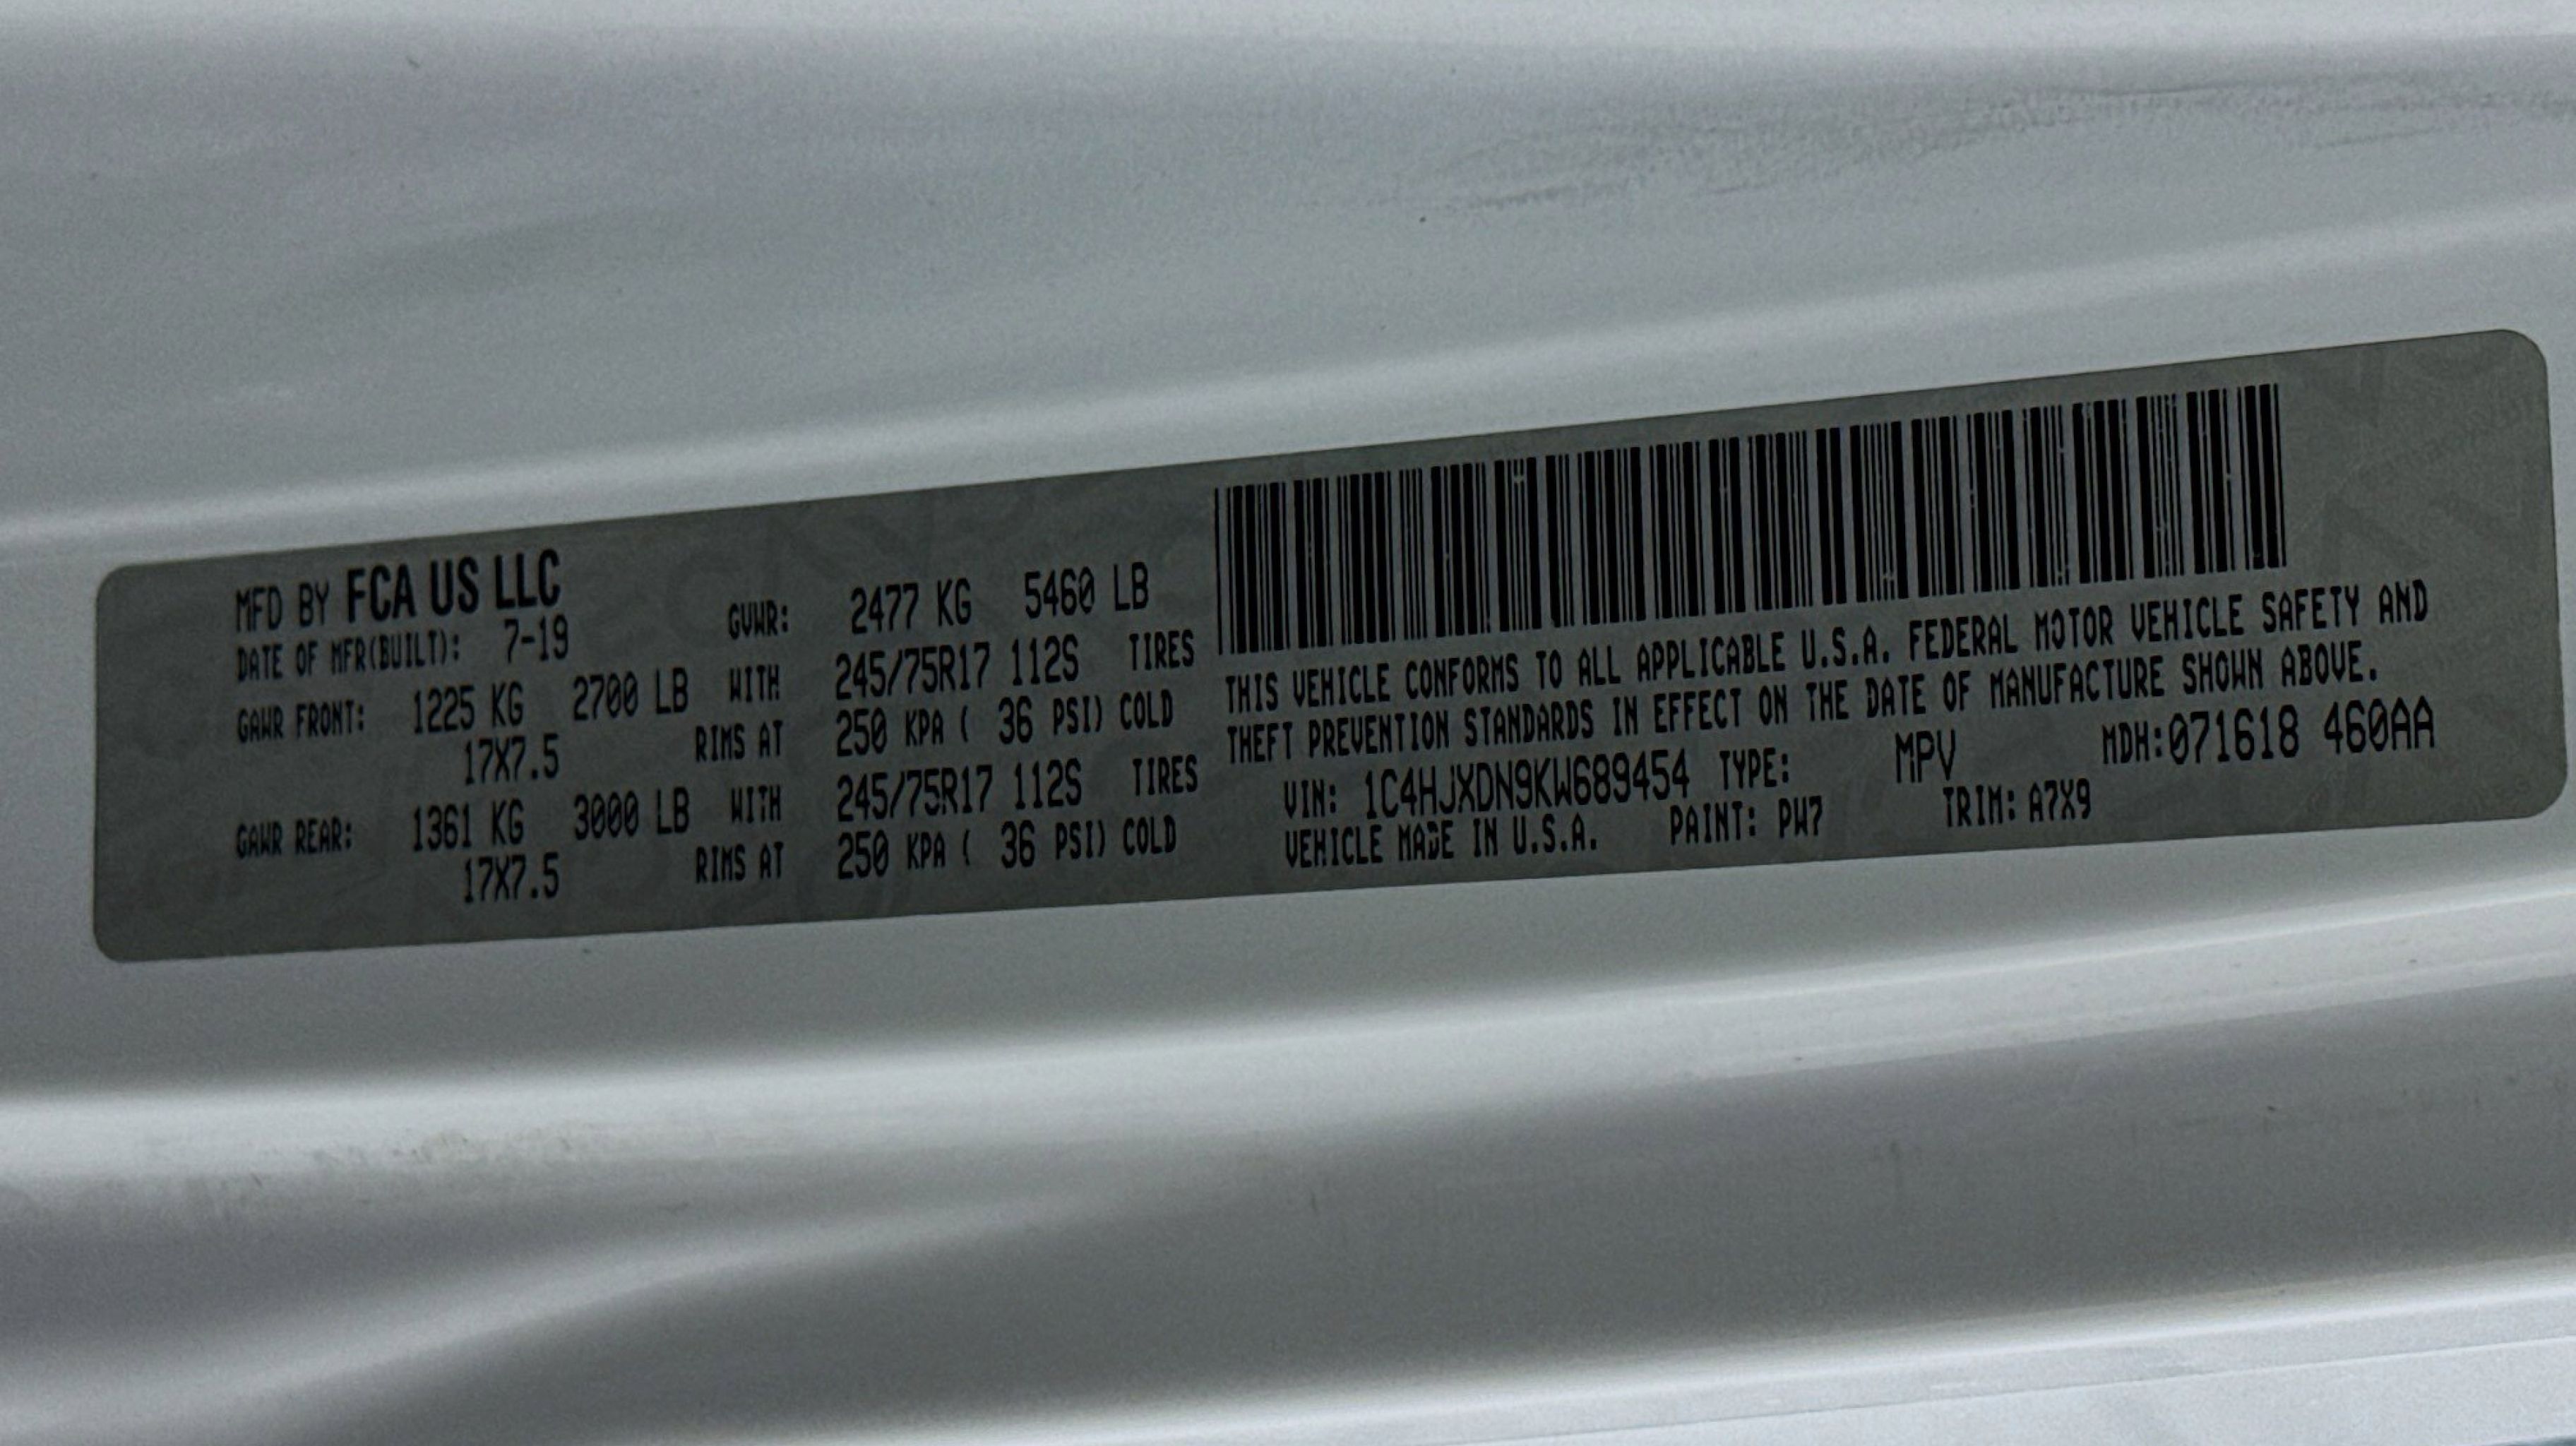 MFD BY FCA US LLC
DATE OF MFR(BUILT): 7-19 GVWR: 2477 KG 5460 LB
GAWR FRONT: 1225 KG 2700 LB WITH 245/75R17 112S TIRES
17X7.5 RIMS AT 250 KPA ( 36 PSI) COLD
GAWR REAR: 1361 KG 3000 LB WITH 245/75R17 112S TIRES
17X7.5 RIMS AT 250 KPA ( 36 PSI) COLD
THIS VEHICLE CONFORMS TO ALL APPLICABLE U.S.A. FEDERAL MOTOR VEHICLE SAFETY AND
THEFT PREVENTION STANDARDS IN EFFECT ON THE DATE OF MANUFACTURE SHOWN ABOVE.
VIN: 1C4HJXDN9KW689454 TYPE: MPV MDH:071618 460AA
VEHICLE MADE IN U.S.A. PAINT: PW7 TRIM: A7X9